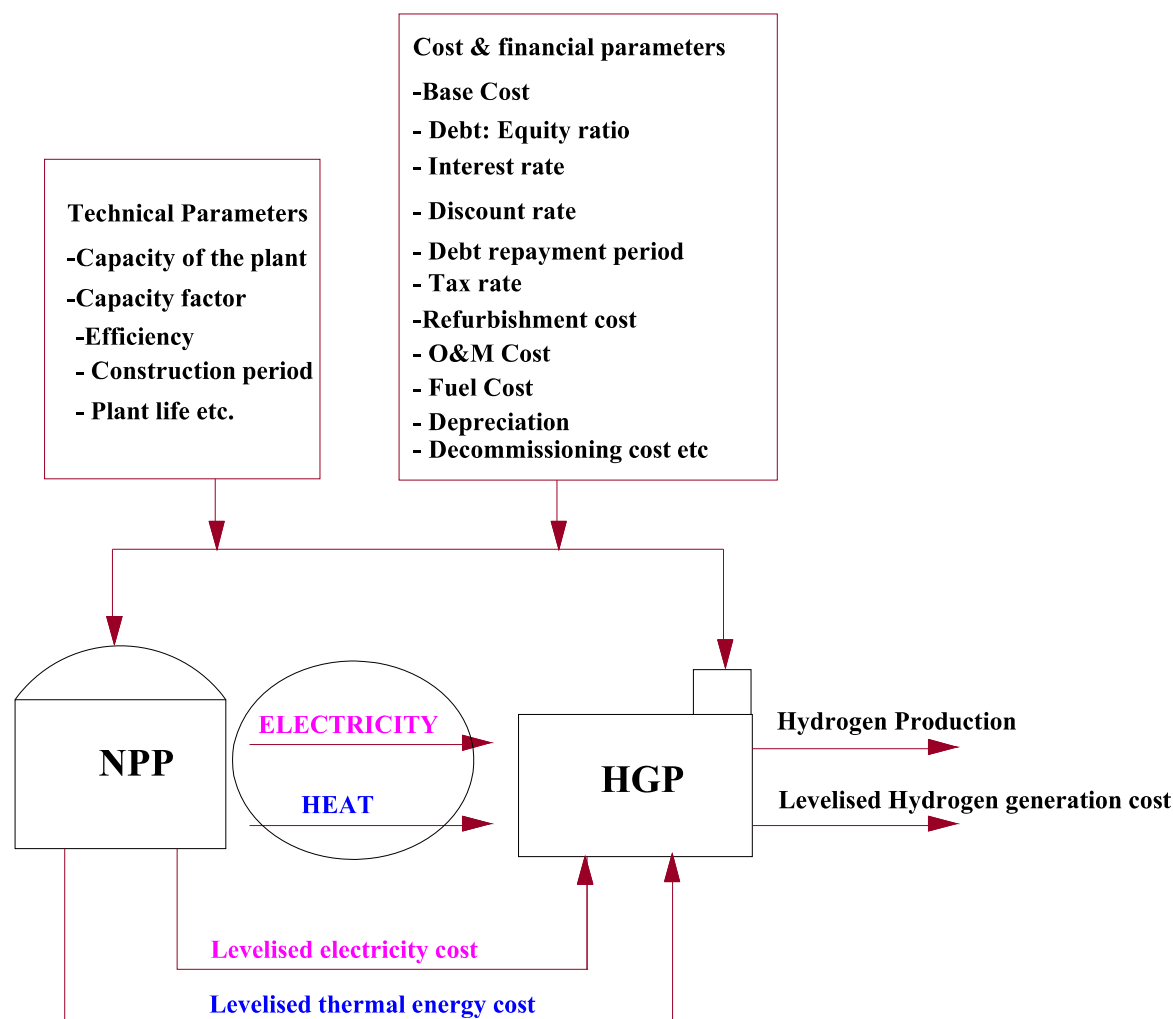 Cost & financial parameters
-Base Cost
- Debt: Equity ratio
- Interest rate
- Discount rate
- Debt repayment period
- Tax rate
-Refurbishment cost
- O&M Cost
- Fuel Cost
- Depreciation
- Decommissioning cost etc
Technical Parameters
-Capacity of the plant
-Capacity factor
-Efficiency
- Construction period
- Plant life etc.
NPP
ELECTRICITY
HEAT
HGP
Hydrogen Production
Levelised Hydrogen generation cost
Levelised electricity cost
Levelised thermal energy cost